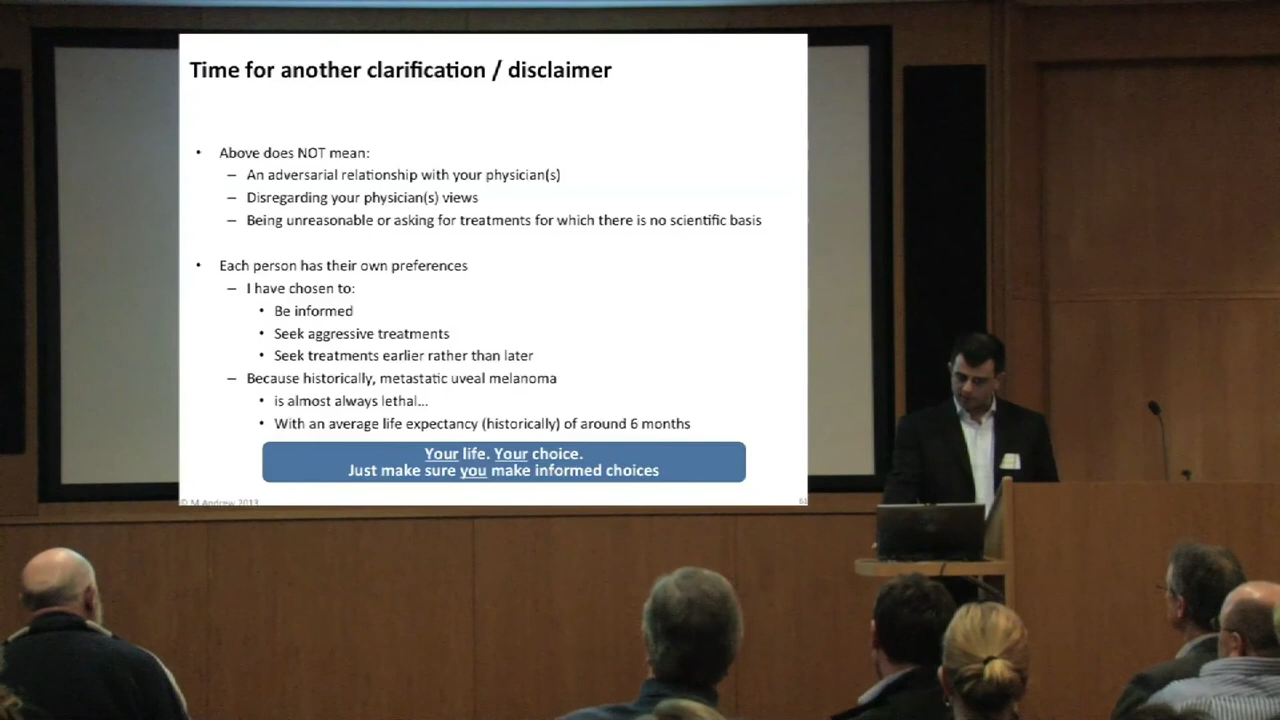 Time for another clarification / disclaimer
• Above does NOT mean:
– An adversarial relationship with your physician(s)
– Disregarding your physician(s) views
– Being unreasonable or asking for treatments for which there is no scientific basis
• Each person has their own preferences
– I have chosen to:
• Be informed
• Seek aggressive treatments
• Seek treatments earlier rather than later
– Because historically, metastatic uveal melanoma
• is almost always lethal...
• With an average life expectancy (historically) of around 6 months
Your life. Your choice.
Just make sure you make informed choices
© M Andrew 2013